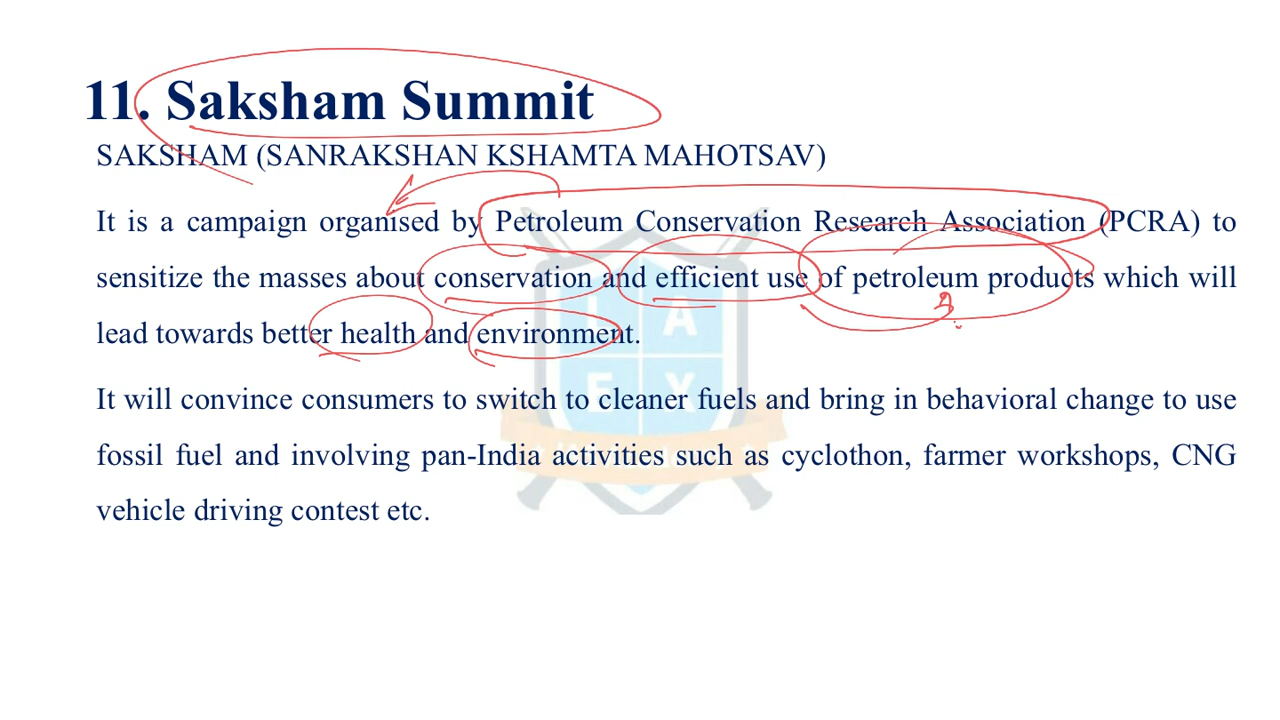 11. Saksham Summit
SAKSHAM (SANRAKSHAN KSHAMTA MAHOTSAV)
It is a campaign organised by Petroleum Conservation Research Association (PCRA) to
sensitize the masses about conservation and efficient use of petroleum products which will
lead towards better health and environment.
L A
E X
It will convince consumers to switch to cleaner fuels and bring in behavioral change to use
fossil fuel and involving pan-India activities such as cyclothon, farmer workshops, CNG
vehicle driving contest etc.